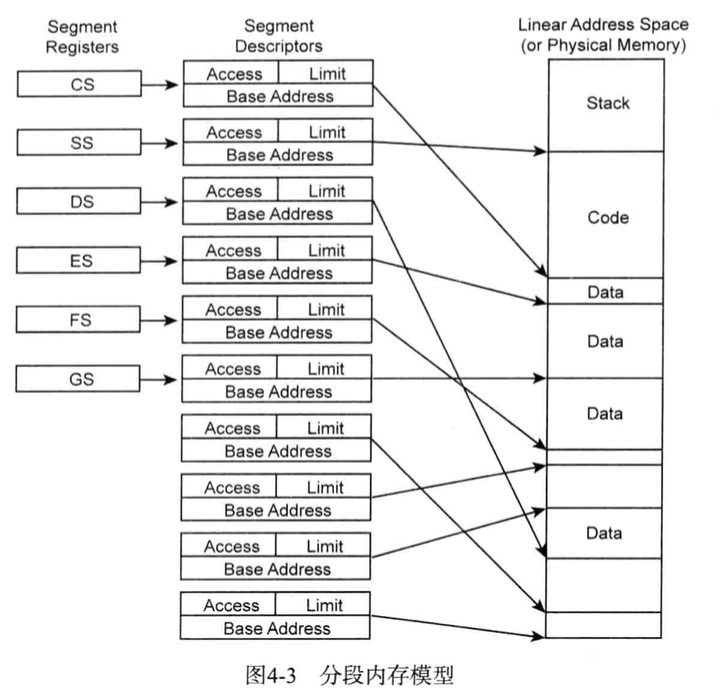 Segment
Registers
Segment
Descriptors
Linear Address Space
(or Physical Memory)
CS
Access Limit
Base Address
Stack
SS
Access Limit
Base Address
DS
Access Limit
Base Address
Code
ES
Access Limit
Base Address
Data
FS
Access Limit
Base Address
Data
GS
Access Limit
Base Address
Data
Access Limit
Base Address
Access Limit
Base Address
Access Limit
Base Address
Data
Access Limit
Base Address
图4-3 分段内存模型